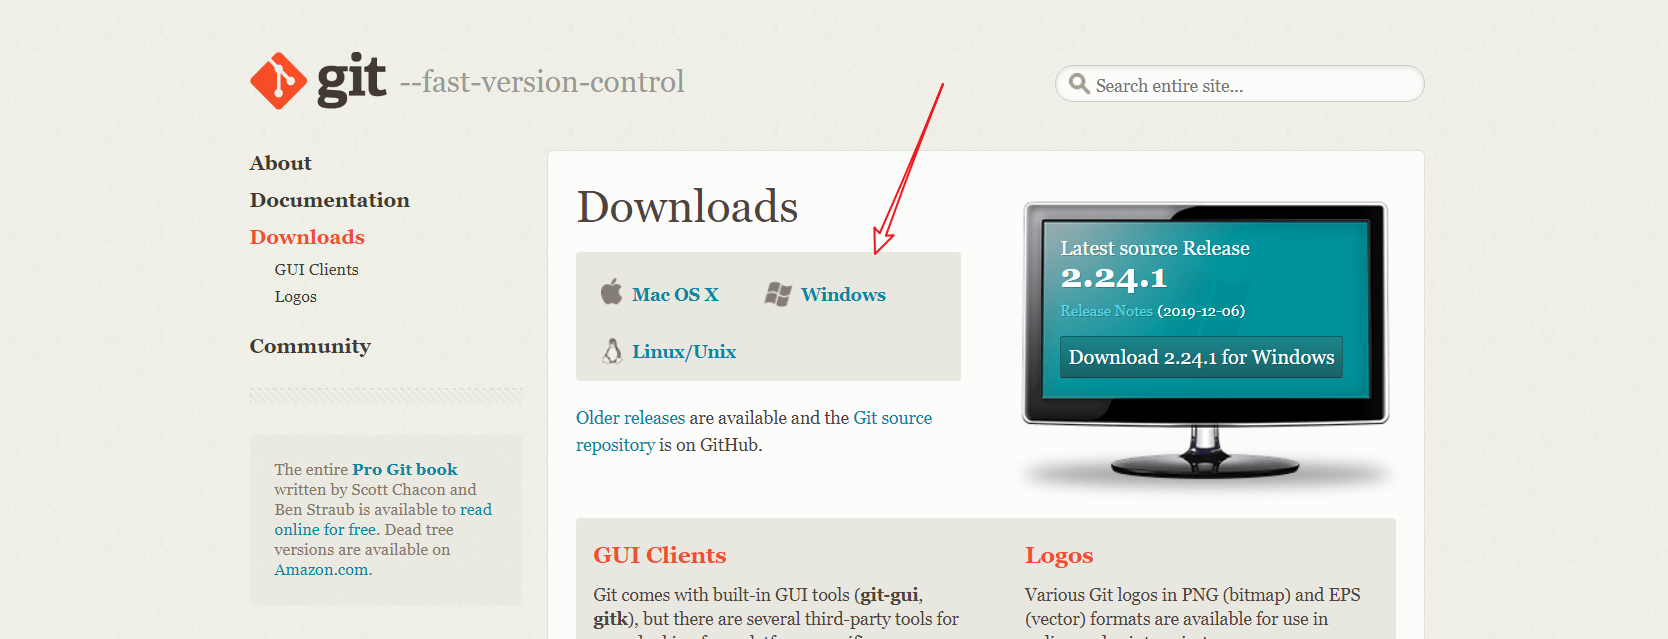 git --fast-version-control
Search entire site...
About
Documentation
Downloads
GUI Clients
Logos
Community
The entire Pro Git book
written by Scott Chacon and
Ben Straub is available to read
online for free. Dead tree
versions are available on
Amazon.com.
Downloads
Mac OS X
Windows
Linux/Unix
Older releases are available and the Git source
repository is on GitHub.
Latest source Release
2.24.1
Release Notes (2019-12-06)
Download 2.24.1 for Windows
GUI Clients
Git comes with built-in GUI tools (git-gui,
gitk), but there are several third-party tools for
Logos
Various Git logos in PNG (bitmap) and EPS
(vector) formats are available for use in